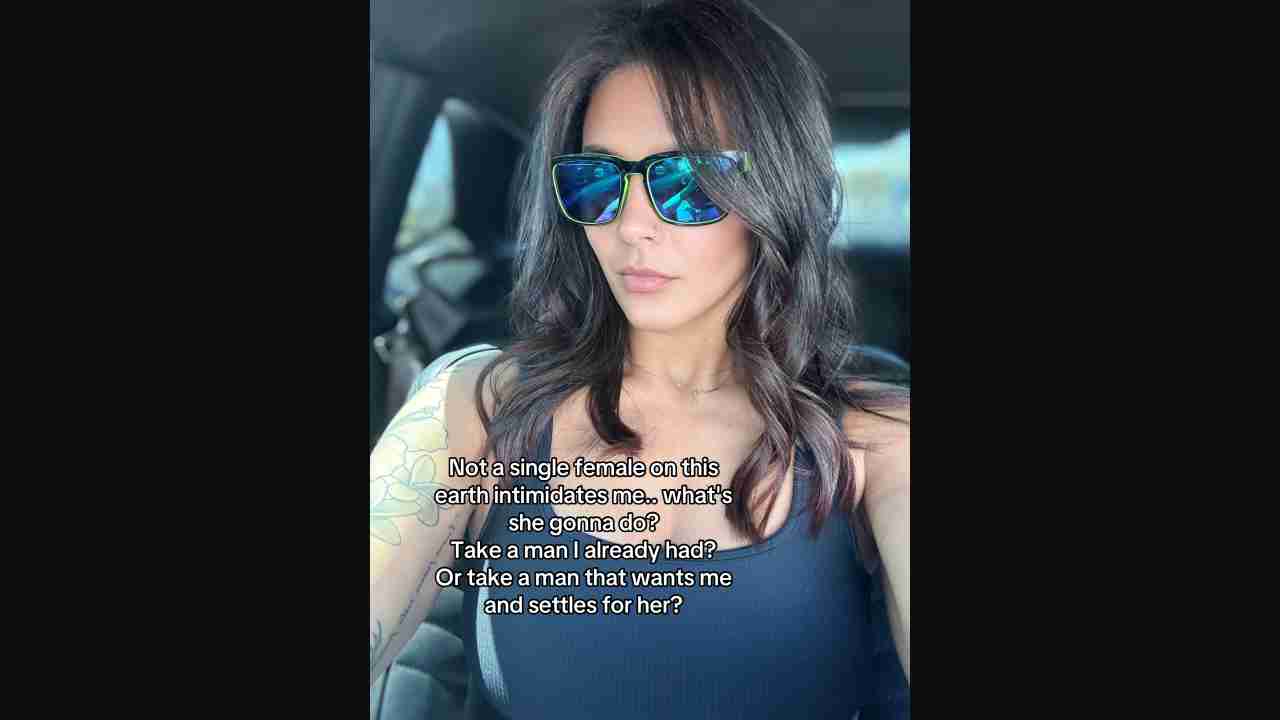 Not a single female on this
earth intimidates me.. what's
she gonna do?
Take a man I already had?
Or take a man that wants me
and settles for her?